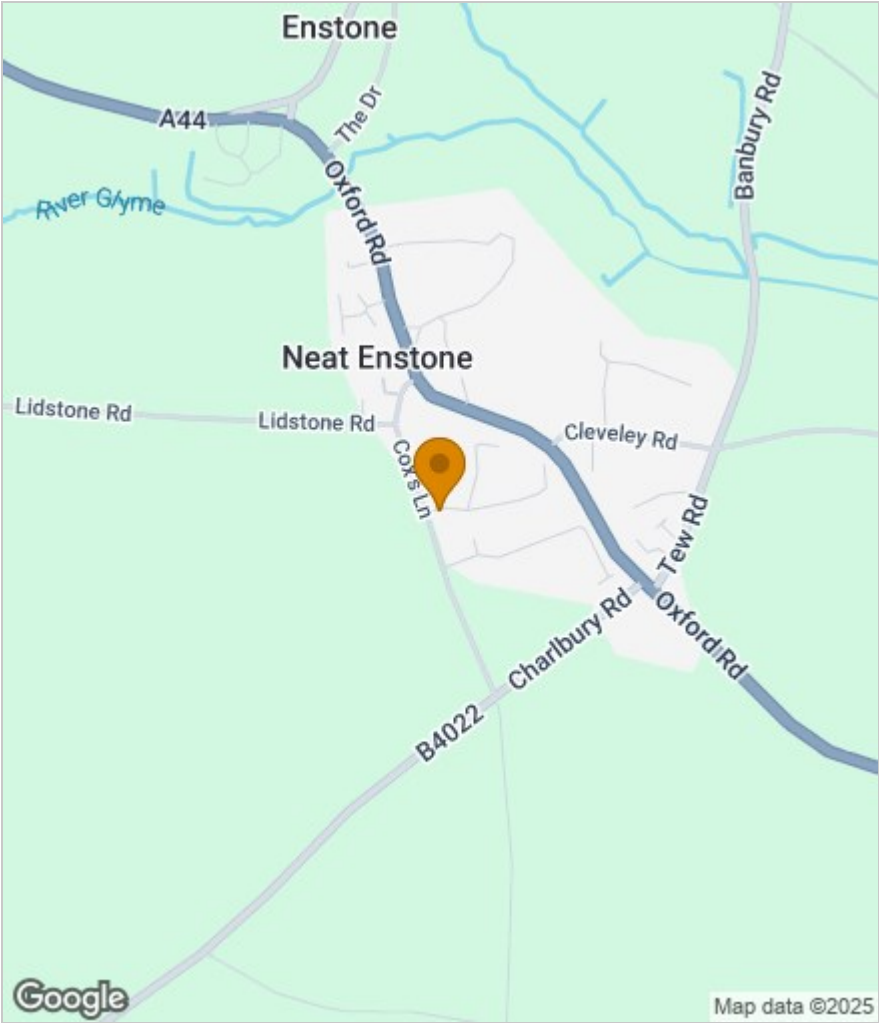 Enstone
A44
The Dr
Banbury Rd
River Glyme
Oxford Rd
Neat Enstone
Lidstone Rd
Lidstone Rd
Cleveley Rd
Cox's Ln
Tew Rd
Charlbury Rd
Oxford Rd
B4022
Google
Map data ©2025